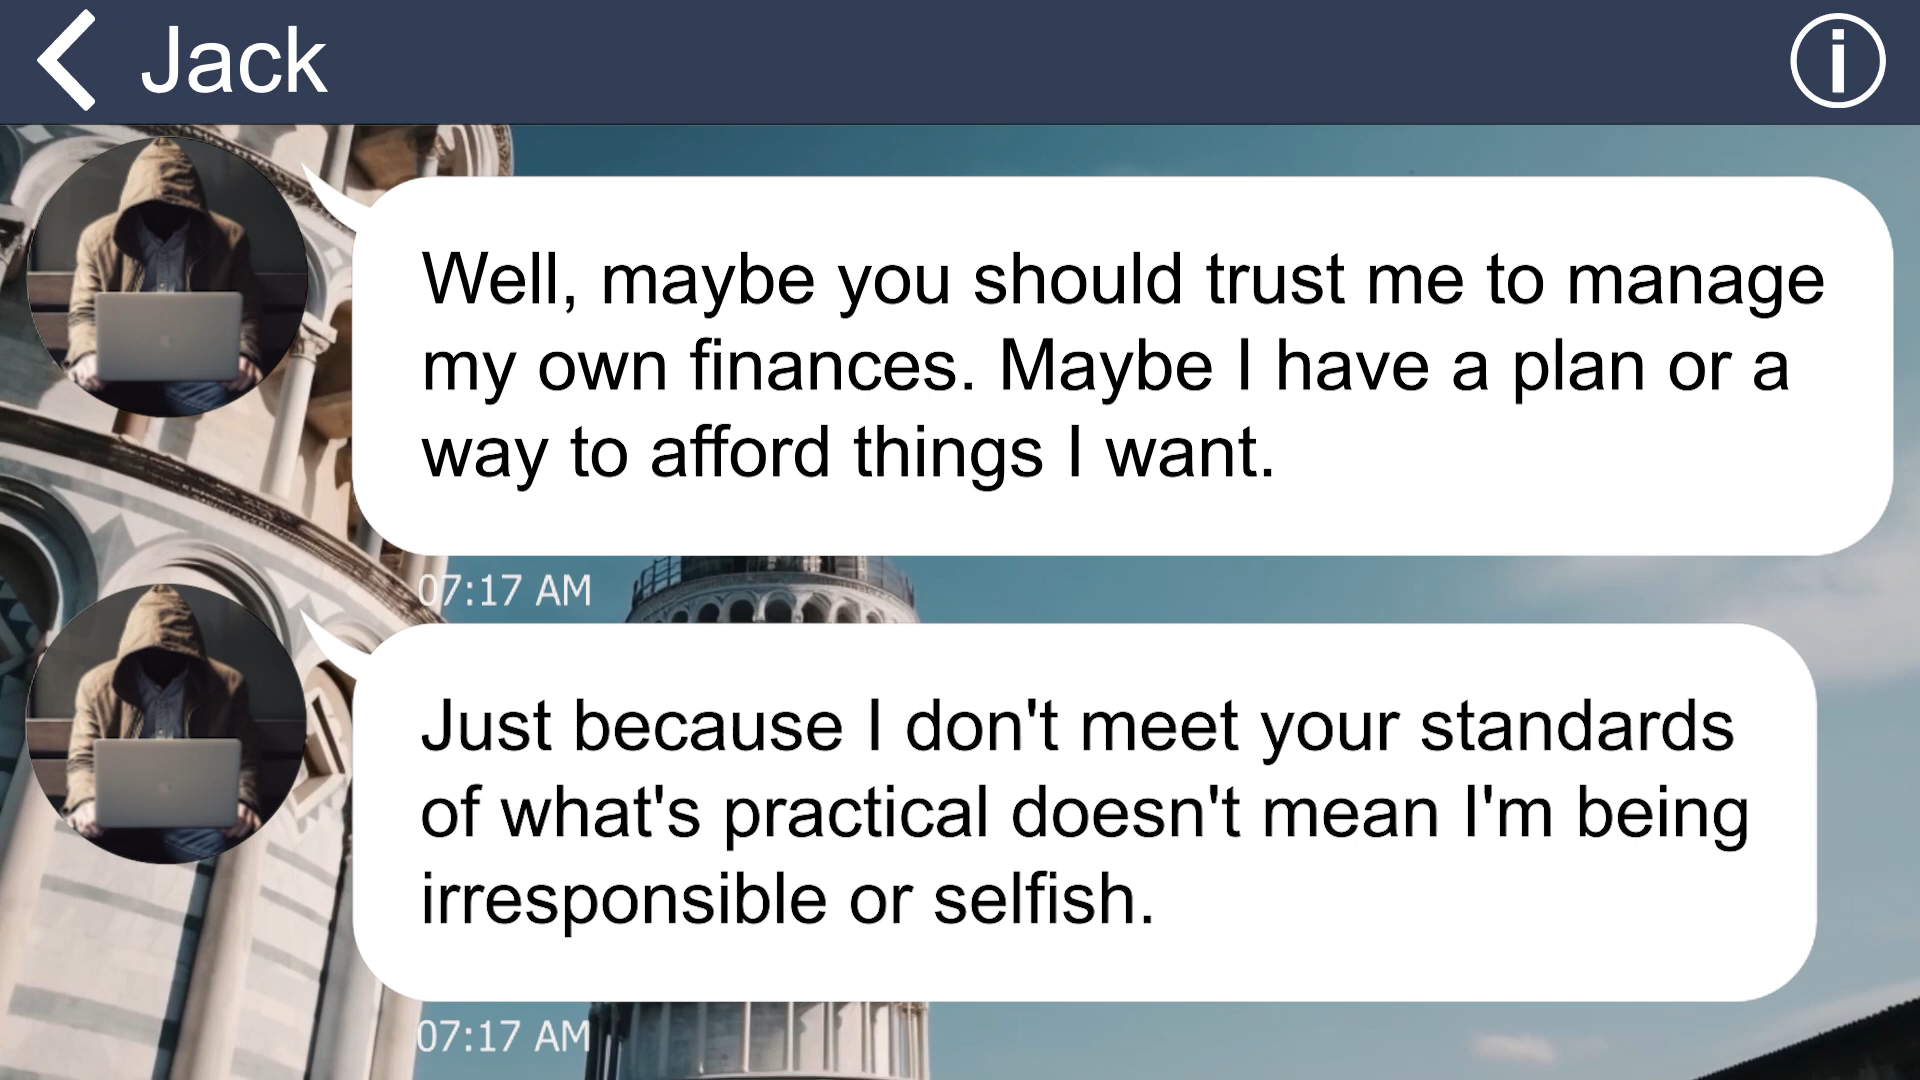 Jack
Well, maybe you should trust me to manage
my own finances. Maybe I have a plan or a
way to afford things I want.
07:17 AM
Just because I don't meet your standards
of what's practical doesn't mean I'm being
irresponsible or selfish.
07:17 AM